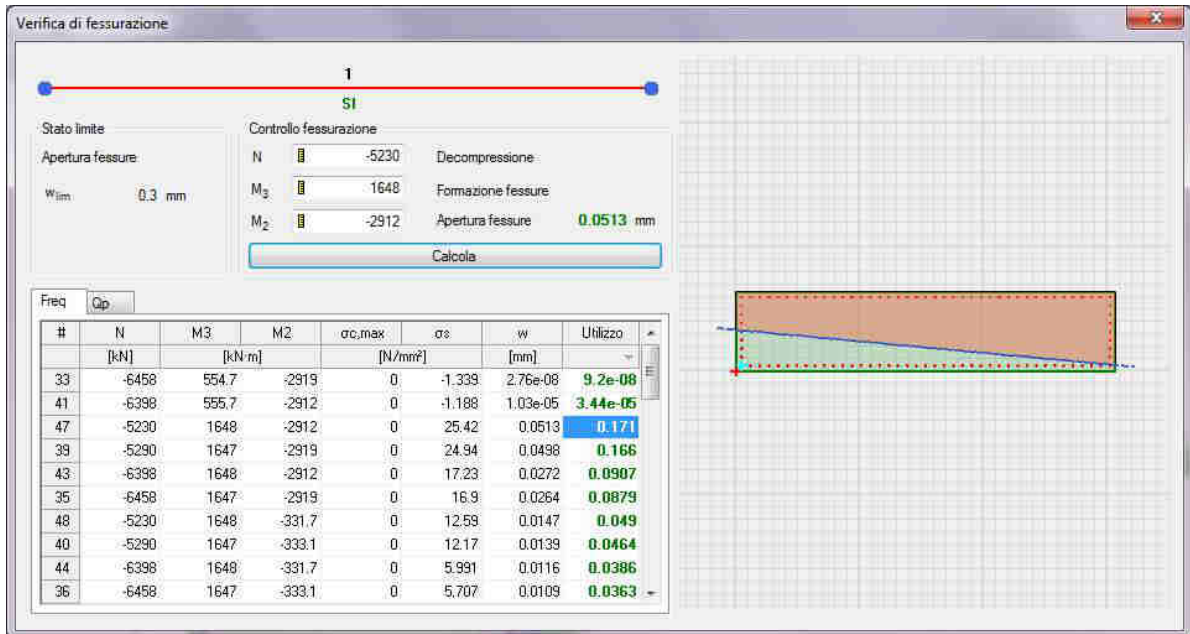 Verifica di fessurazione
x
1
SI
Stato limite
Apertura fessure
wlim 0.3 mm
Controllo fessurazione
N -5230 Decompressione
M3 1648 Formazione fessure
M2 -2912 Apertura fessure 0.0513 mm
Calcola
Freq Qp
# N M3 M2 σc,max σs w Utilizzo
[kN] [kN·m] [N/mm²] [mm]
33 -6458 554.7 -2919 0 -1.339 2.76e-08 9.2e-08
41 -6398 555.7 -2912 0 -1.188 1.03e-05 3.44e-05
47 -5230 1648 -2912 0 25.42 0.0513 0.171
39 -5290 1647 -2919 0 24.94 0.0498 0.166
43 -6398 1648 -2912 0 17.23 0.0272 0.0907
35 -6458 1647 -2919 0 16.9 0.0264 0.0879
48 -5230 1648 -331.7 0 12.59 0.0147 0.049
40 -5290 1647 -333.1 0 12.17 0.0139 0.0464
44 -6398 1648 -331.7 0 5.991 0.0116 0.0386
36 -6458 1647 -333.1 0 5.707 0.0109 0.0363